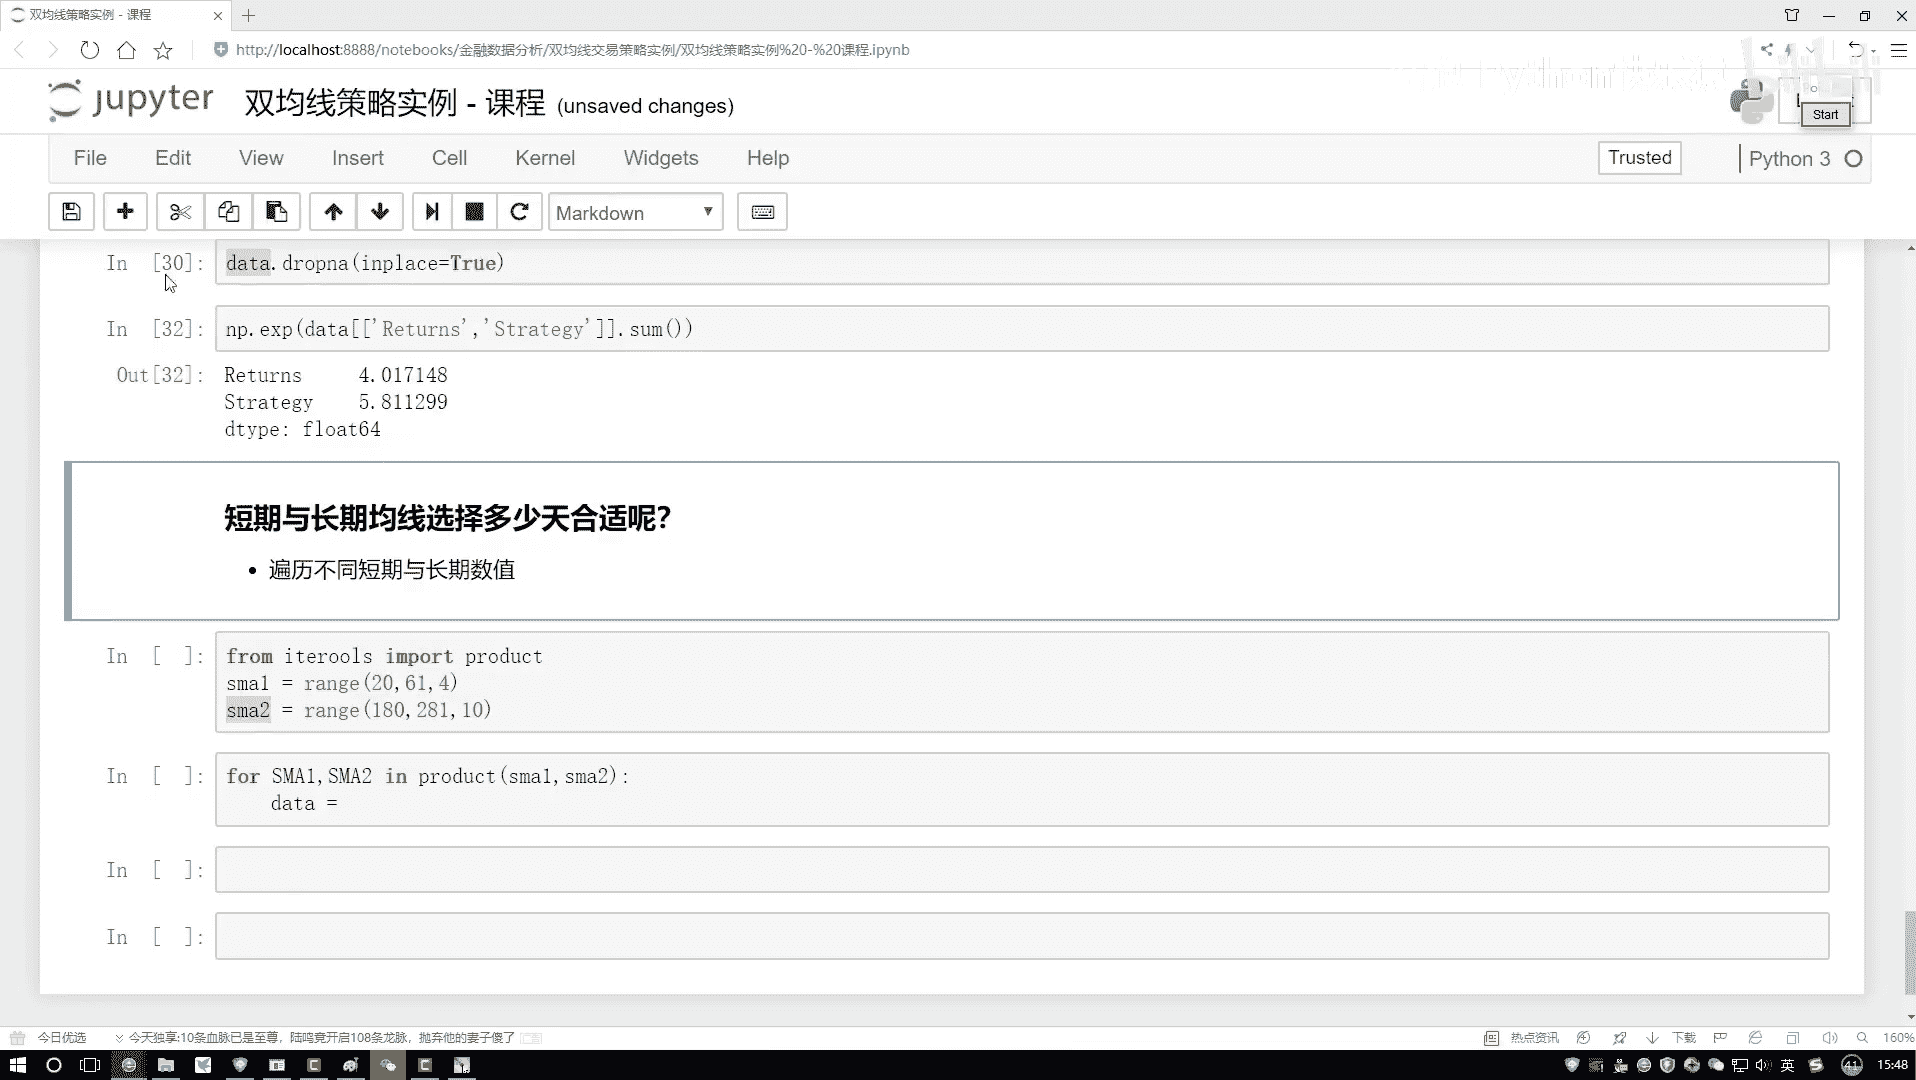 双均线策略实例 - 课程
http://localhost:8888/notebooks/金融数据分析/双均线交易策略实例/双均线策略实例%20-%20课程.ipynb
jupyter 双均线策略实例 - 课程 (unsaved changes)
Start
File Edit View Insert Cell Kernel Widgets Help
Trusted Python 3
Markdown
In [30]: data.dropna(inplace=True)
In [32]: np.exp(data[['Returns','Strategy']].sum())
Out[32]: Returns 4.017148
Strategy 5.811299
dtype: float64
短期与长期均线选择多少天合适呢?
• 遍历不同短期与长期数值
In [ ]: from iterools import product
sma1 = range(20,61,4)
sma2 = range(180,281,10)
In [ ]: for SMA1,SMA2 in product(sma1,sma2):
data =
In [ ]:
In [ ]:
今日优选 今天独享:10条血脉已是至尊，陆鸣竟开启108条龙脉，抛弃他的妻子傻了
热点资讯 下载 160%
英 41 15:48